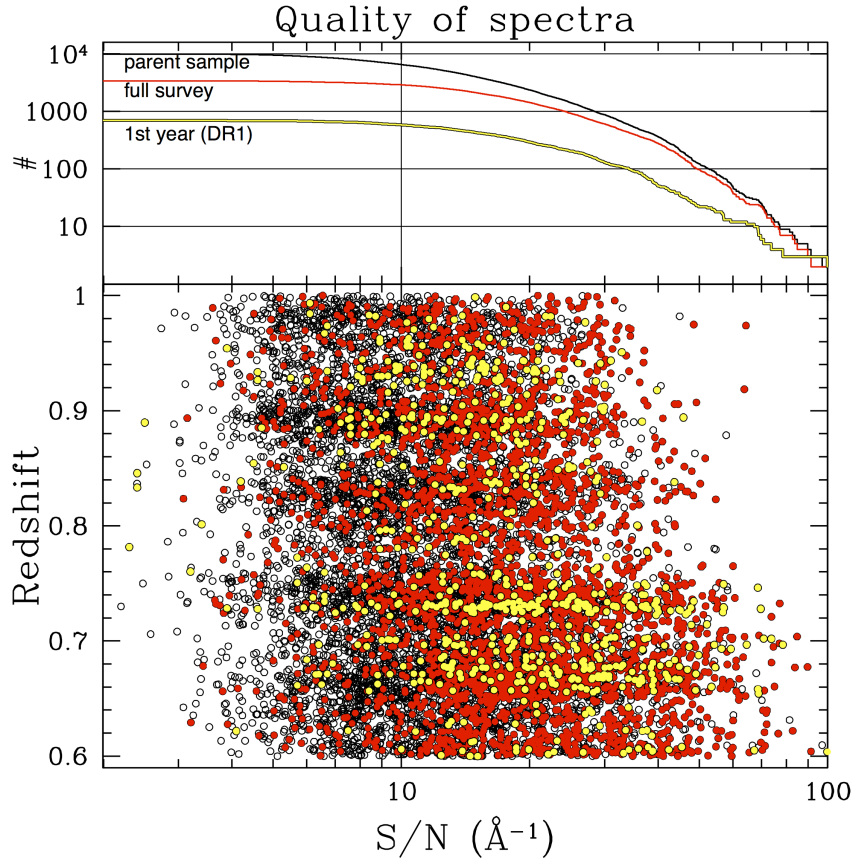 Quality of spectra
10⁴
parent sample
full survey
1000
1st year (DR1)
#
100
10
1
0.9
Redshift
0.8
0.7
0.6
10
100
S/N (Å⁻¹)